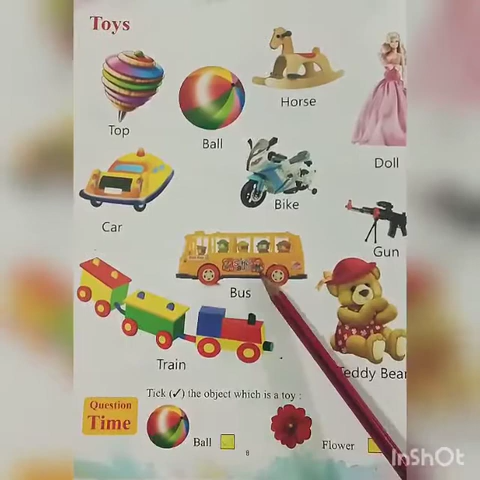 Toys
Top
Ball
Horse
Doll
Car
Bike
Gun
Bus
Train
Teddy Bear
Tick (✓) the object which is a toy :
Question
Time
Ball
Flower
8
InShOt